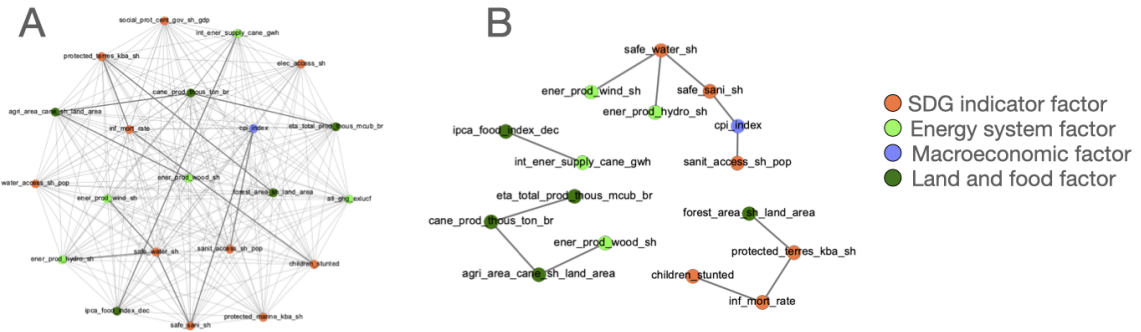 A
social_prot_cent_gov_sh_gdp
int_ener_supply_cane_gwh
protected_terres_kba_sh
elec_access_sh
cane_prod_thous_ton_br
agri_area_cane_sh_land_area
inf_mort_rate
cpi_index
eta_total_prod_thous_mcub_br
water_access_sh_pop
ener_prod_wood_sh
ener_prod_wind_sh
forest_area_sh_land_area
all_ghg_exlucf
safe_water_sh
sanit_access_sh_pop
ener_prod_hydro_sh
children_stunted
ipca_food_index_dec
safe_sani_sh
protected_marine_kba_sh
B
safe_water_sh
ener_prod_wind_sh
safe_sani_sh
ener_prod_hydro_sh
ipca_food_index_dec
cpi_index
int_ener_supply_cane_gwh
sanit_access_sh_pop
eta_total_prod_thous_mcub_br
cane_prod_thous_ton_br
forest_area_sh_land_area
ener_prod_wood_sh
protected_terres_kba_sh
agri_area_cane_sh_land_area
children_stunted
inf_mort_rate
SDG indicator factor
Energy system factor
Macroeconomic factor
Land and food factor